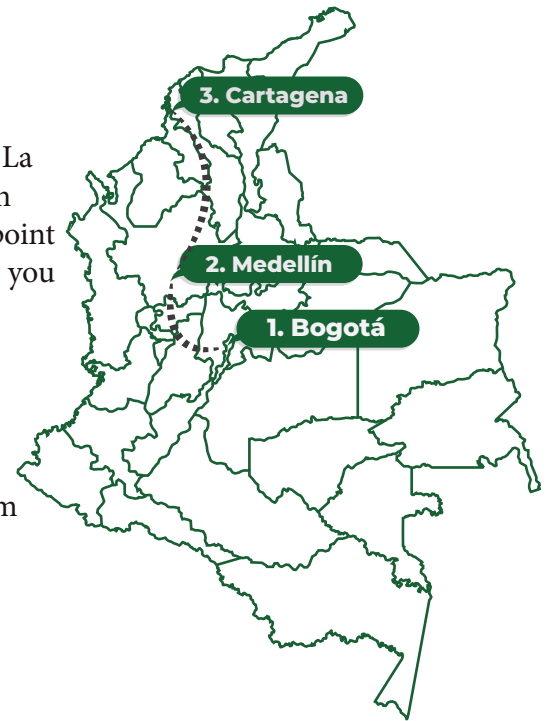 3. Cartagena
La
n
point
2. Medellín
you
1. Bogotá
m